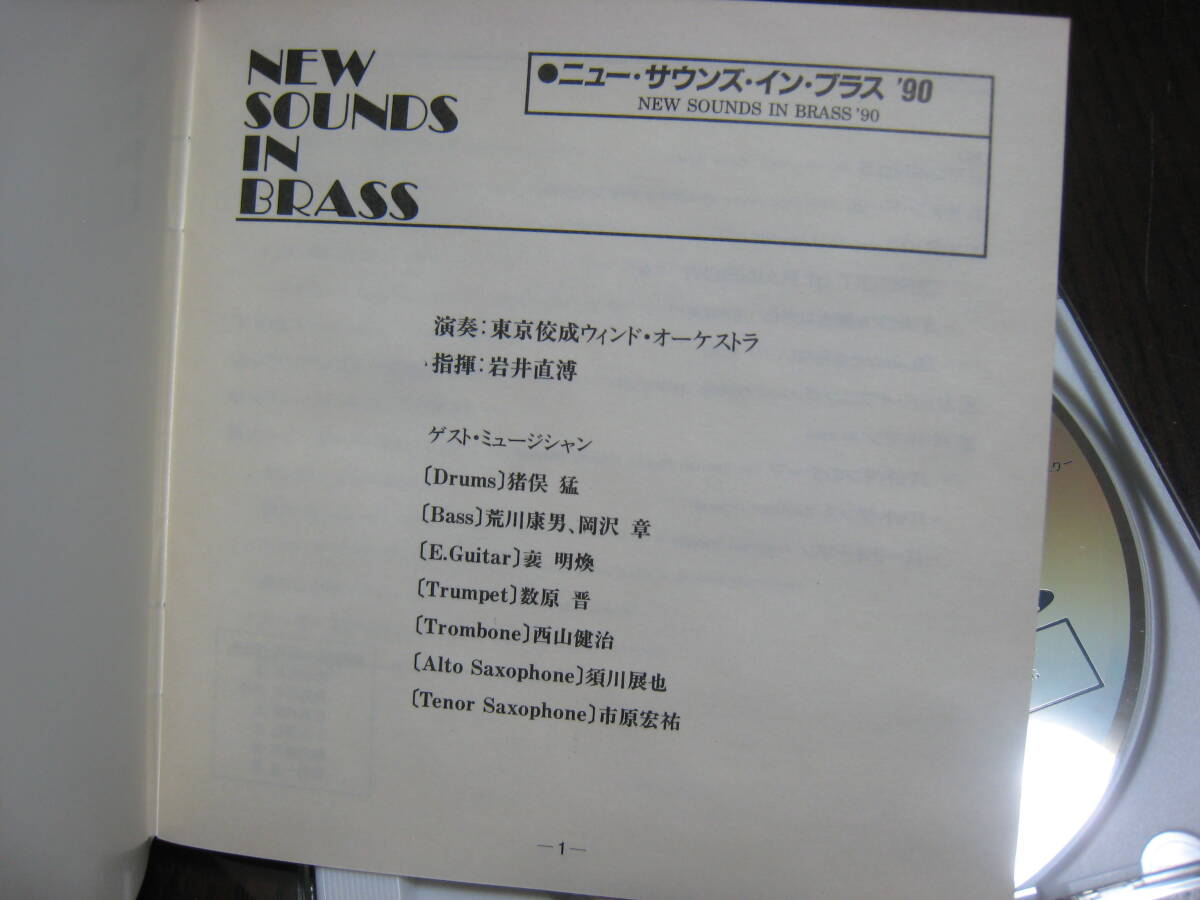 NEW
SOUNDS
IN
BRASS
●ニュー・サウンズ・イン・ブラス '90
NEW SOUNDS IN BRASS '90
演奏：東京佼成ウィンド・オーケストラ
指揮：岩井直溥
ゲスト・ミュージシャン
〔Drums〕猪俣 猛
〔Bass〕荒川康男、岡沢 章
〔E.Guitar〕裵 明煥
〔Trumpet〕数原 晋
〔Trombone〕西山健治
〔Alto Saxophone〕須川展也
〔Tenor Saxophone〕市原宏祐
—1—